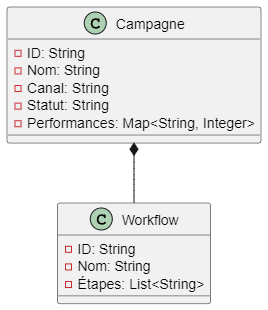 C Campagne
ID: String
Nom: String
Canal: String
Statut: String
Performances: Map<String, Integer>
C Workflow
ID: String
Nom: String
Étapes: List<String>